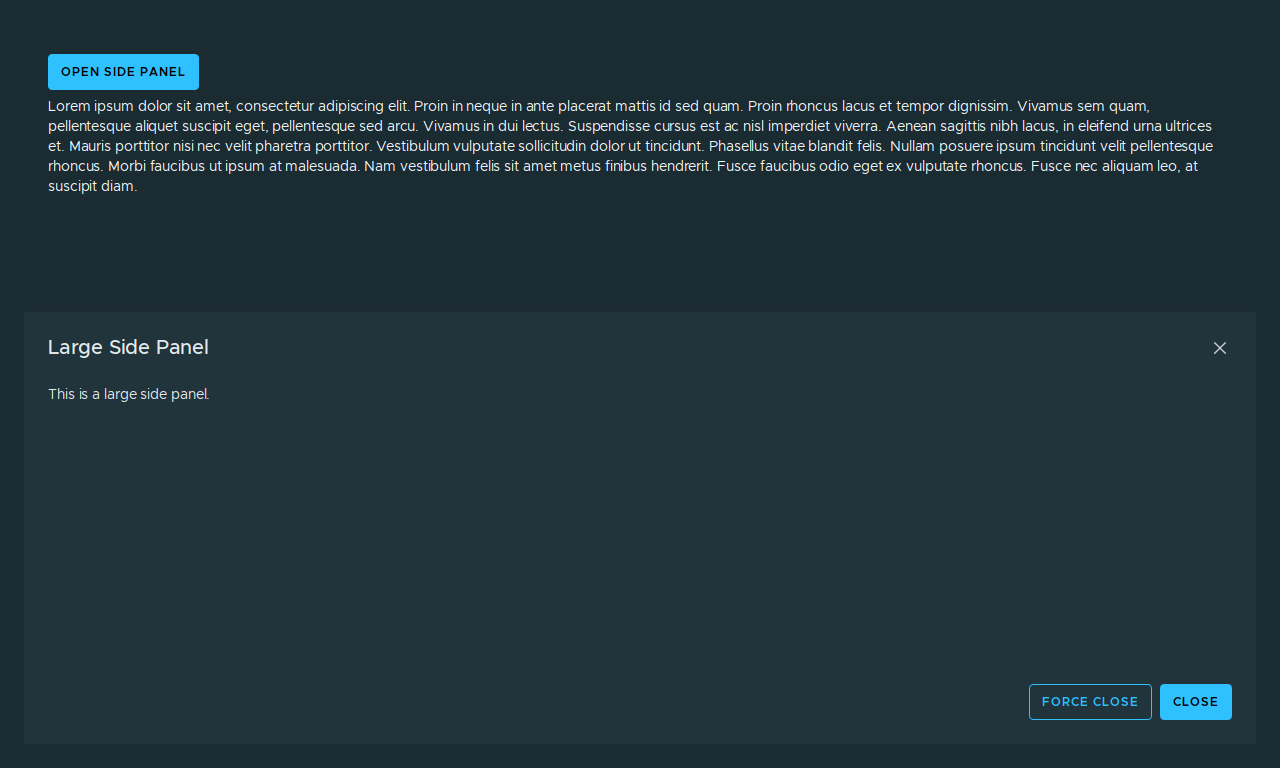 OPEN SIDE PANEL
Lorem ipsum dolor sit amet, consectetur adipiscing elit. Proin in neque in ante placerat mattis id sed quam. Proin rhoncus lacus et tempor dignissim. Vivamus sem quam,
pellentesque aliquet suscipit eget, pellentesque sed arcu. Vivamus in dui lectus. Suspendisse cursus est ac nisl imperdiet viverra. Aenean sagittis nibh lacus, in eleifend urna ultrices
et. Mauris porttitor nisi nec velit pharetra porttitor. Vestibulum vulputate sollicitudin dolor ut tincidunt. Phasellus vitae blandit felis. Nullam posuere ipsum tincidunt velit pellentesque
rhoncus. Morbi faucibus ut ipsum at malesuada. Nam vestibulum felis sit amet metus finibus hendrerit. Fusce faucibus odio eget ex vulputate rhoncus. Fusce nec aliquam leo, at
suscipit diam.
Large Side Panel
This is a large side panel.
FORCE CLOSE
CLOSE